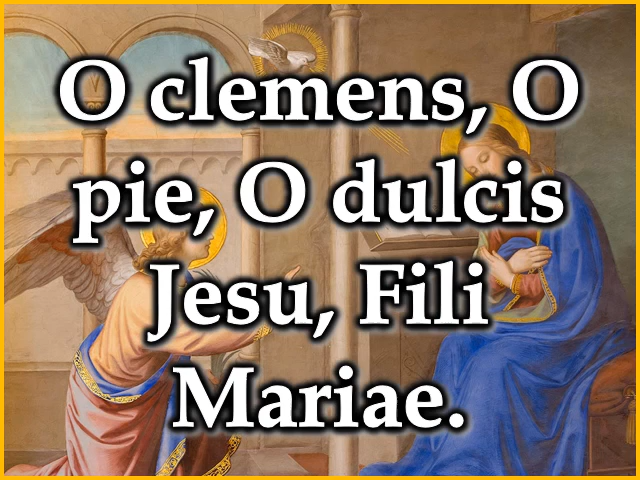 O clemens, O
pie, O dulcis
Jesu, Fili
Mariae.